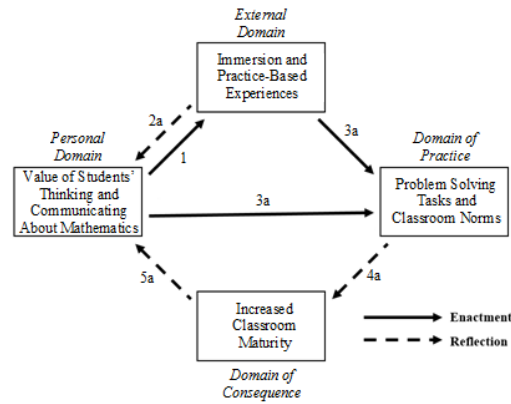 External
Domain
Immersion and
Practice-Based
Experiences
2a
1
3a
Personal
Domain
Value of Students'
Thinking and
Communicating
About Mathematics
3a
Domain of
Practice
Problem Solving
Tasks and
Classroom Norms
5a
4a
Increased
Classroom
Maturity
Domain of
Consequence
Enactment
Reflection